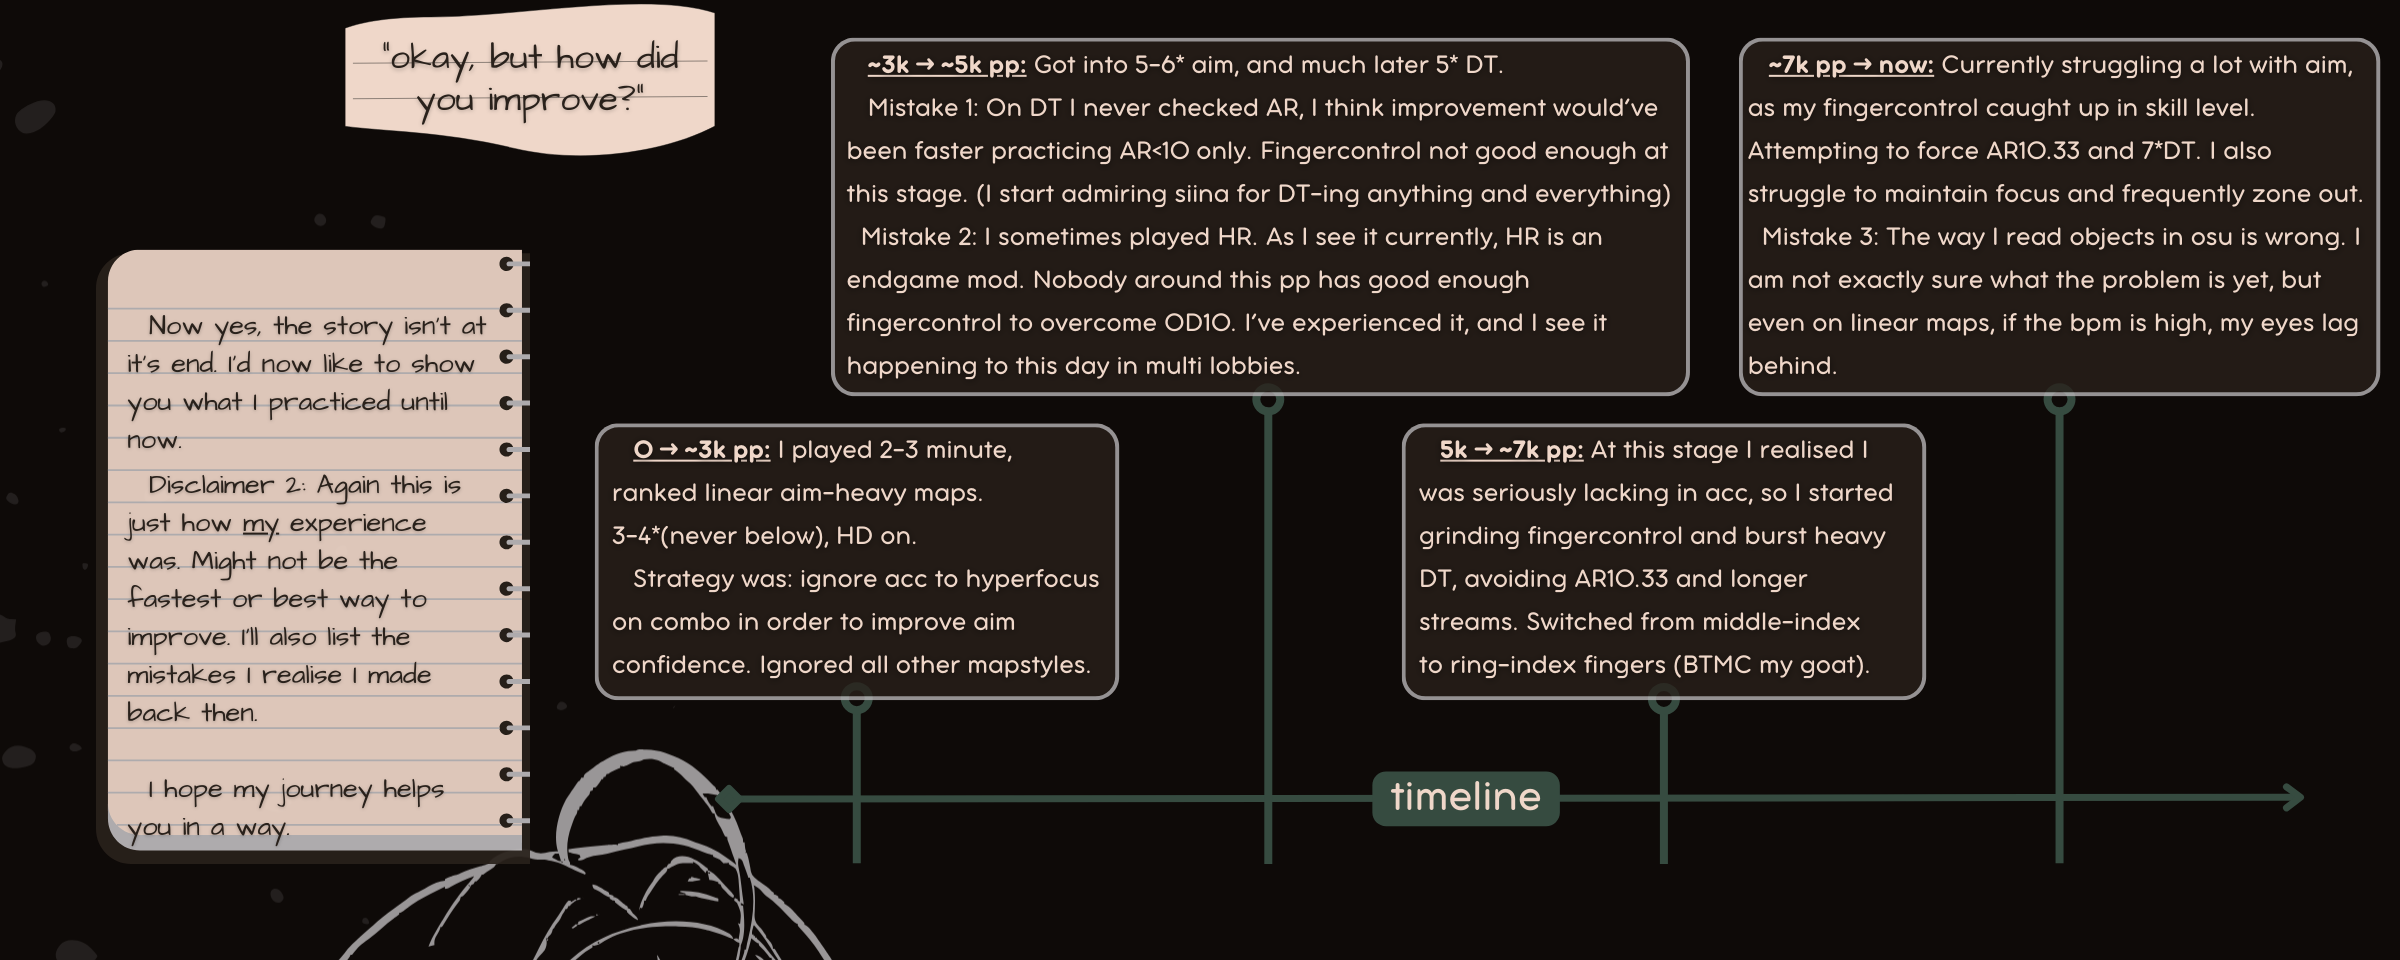 "okay, but how did
you improve?"
Now yes, the story isn't at
it's end. I'd now like to show
you what I practiced until
now.
Disclaimer 2: Again this is
just how my experience
was. Might not be the
fastest or best way to
improve. I'll also list the
mistakes I realise I made
back then.
I hope my journey helps
you in a way.
0 → ~3k pp: I played 2-3 minute,
ranked linear aim-heavy maps.
3-4*(never below), HD on.
Strategy was: ignore acc to hyperfocus
on combo in order to improve aim
confidence. Ignored all other mapstyles.
~3k → ~5k pp: Got into 5-6* aim, and much later 5* DT.
Mistake 1: On DT I never checked AR, I think improvement would've
been faster practicing AR<10 only. Fingercontrol not good enough at
this stage. (I start admiring siina for DT-ing anything and everything)
Mistake 2: I sometimes played HR. As I see it currently, HR is an
endgame mod. Nobody around this pp has good enough
fingercontrol to overcome OD10. I've experienced it, and I see it
happening to this day in multi lobbies.
5k → ~7k pp: At this stage I realised I
was seriously lacking in acc, so I started
grinding fingercontrol and burst heavy
DT, avoiding AR10.33 and longer
streams. Switched from middle-index
to ring-index fingers (BTMC my goat).
~7k pp → now: Currently struggling a lot with aim,
as my fingercontrol caught up in skill level.
Attempting to force AR10.33 and 7*DT. I also
struggle to maintain focus and frequently zone out.
Mistake 3: The way I read objects in osu is wrong. I
am not exactly sure what the problem is yet, but
even on linear maps, if the bpm is high, my eyes lag
behind.
timeline